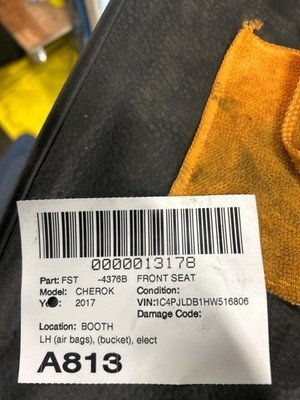 0000013178
Part: FST -4376B FRONT SEAT
Model: CHEROK Condition:
2017 VIN:1C4PJLDB1HW516806
Damage Code:
Location: BOOTH
LH (air bags), (bucket), elect
A813